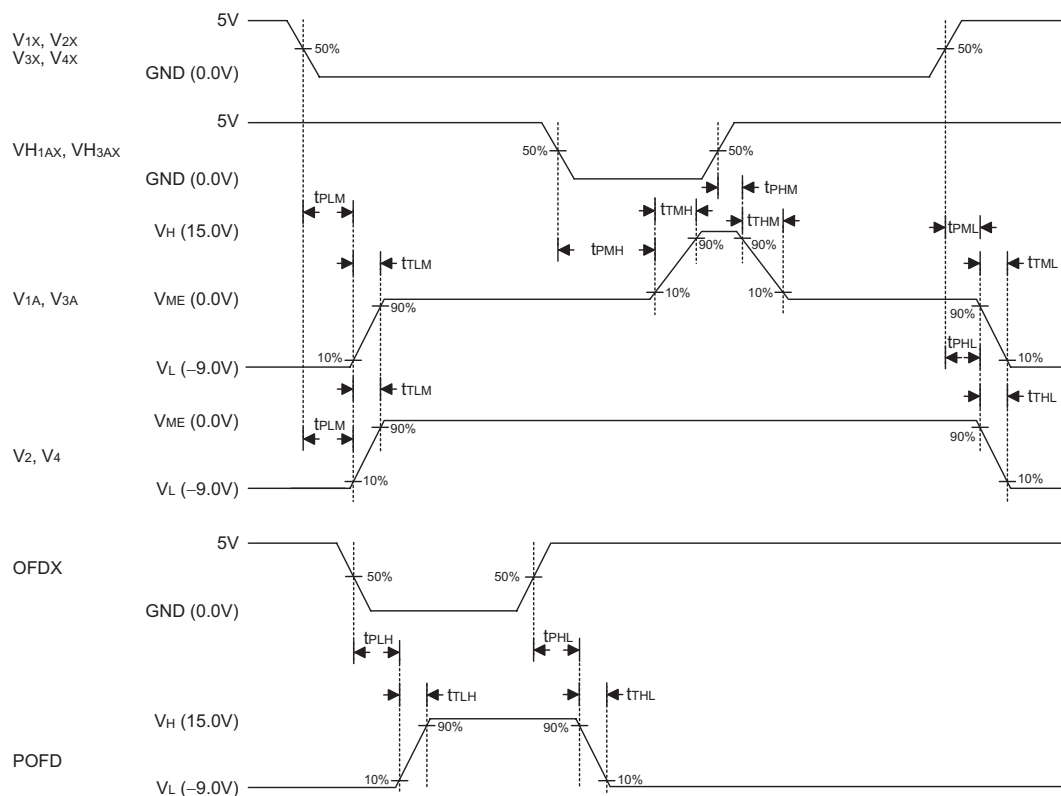 5V
V1X, V2X
V3X, V4X
50%
50%
GND (0.0V)
5V
VH1AX, VH3AX
50%
50%
GND (0.0V)
tPHM
tPLM
tTMH
tTHM
VH (15.0V)
tPML
90%
90%
tPMH
tTLM
tTML
V1A, V3A
VME (0.0V)
90%
10%
10%
90%
tPHL
10%
10%
VL (–9.0V)
tTLM
tTHL
VME (0.0V)
tPLM
90%
90%
V2, V4
10%
10%
VL (–9.0V)
5V
OFDX
50%
50%
GND (0.0V)
tPLH
tPHL
tTLH
tTHL
VH (15.0V)
90%
90%
POFD
10%
10%
VL (–9.0V)